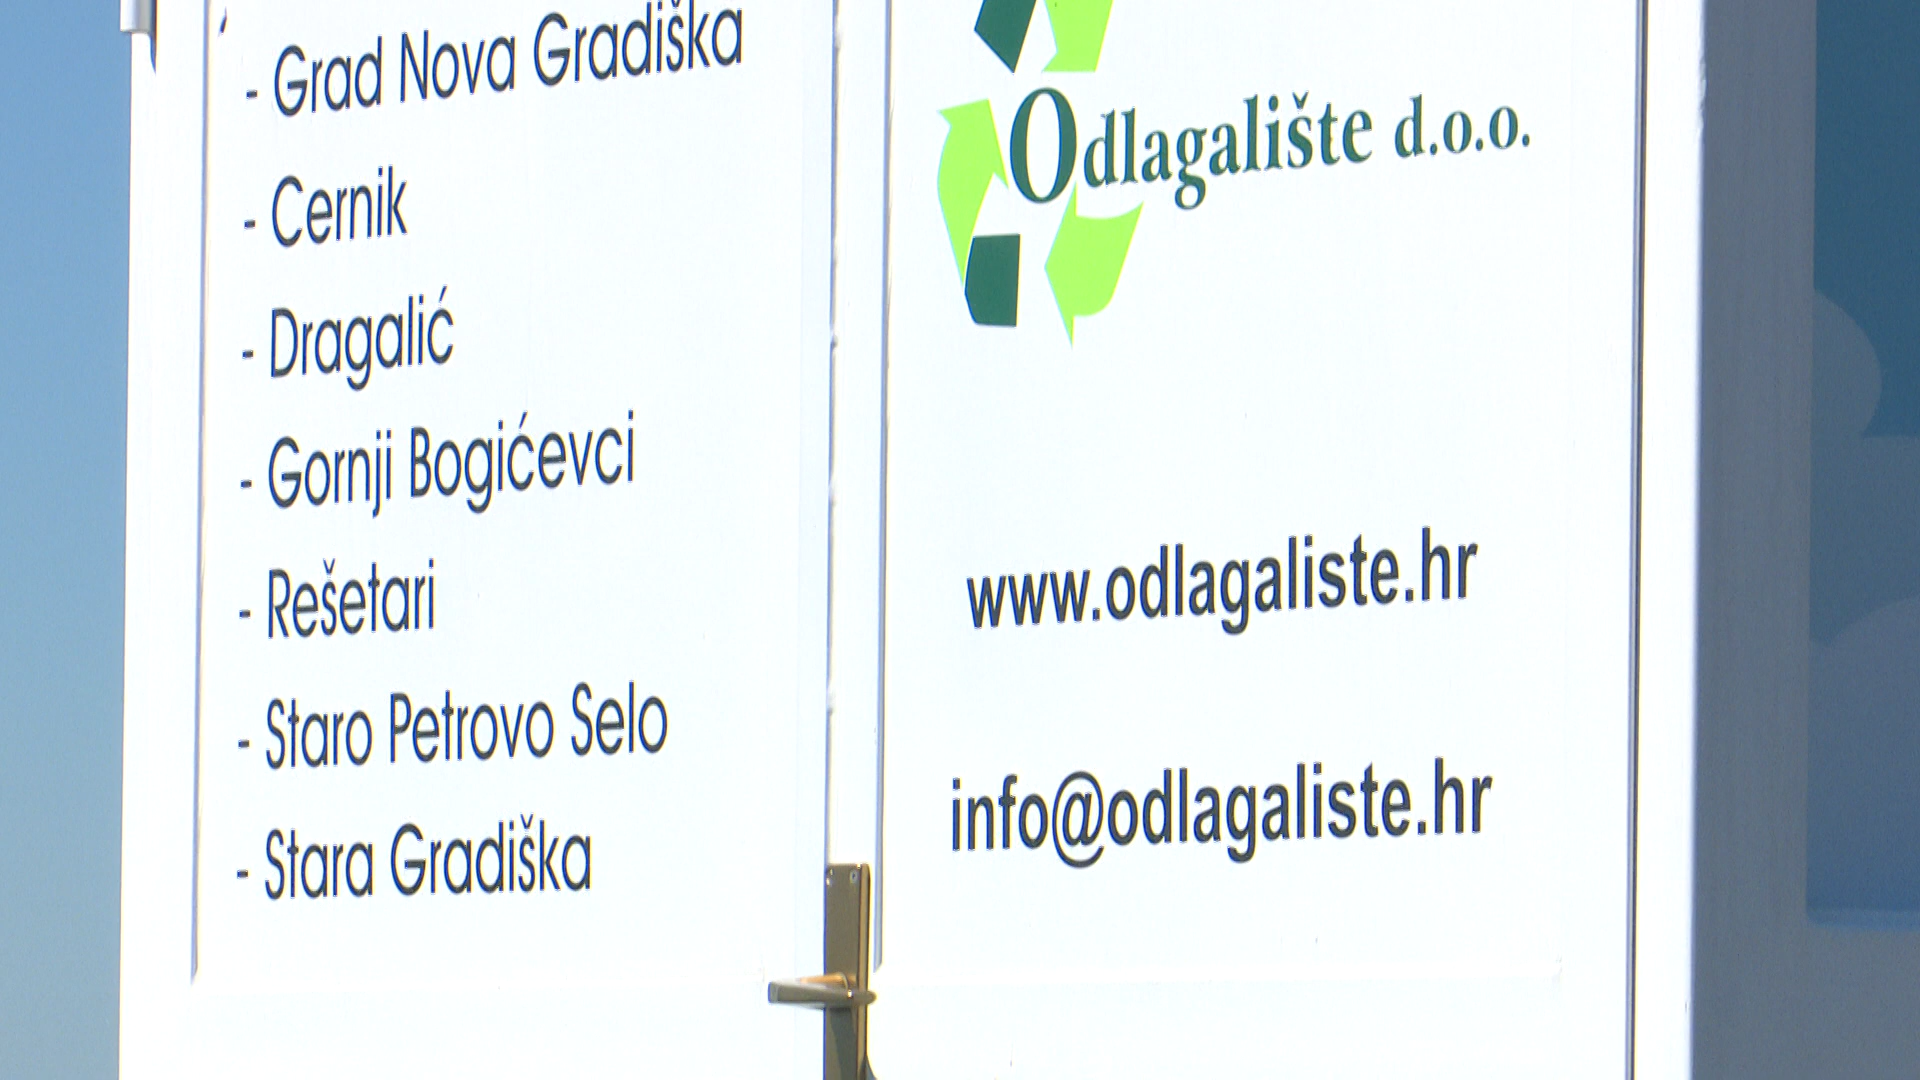 - Grad Nova Gradiška
- Cernik
- Dragalić
- Gornji Bogićevci
- Rešetari
- Staro Petrovo Selo
- Stara Gradiška
Odlagalište d.o.o.
www.odlagaliste.hr
info@odlagaliste.hr